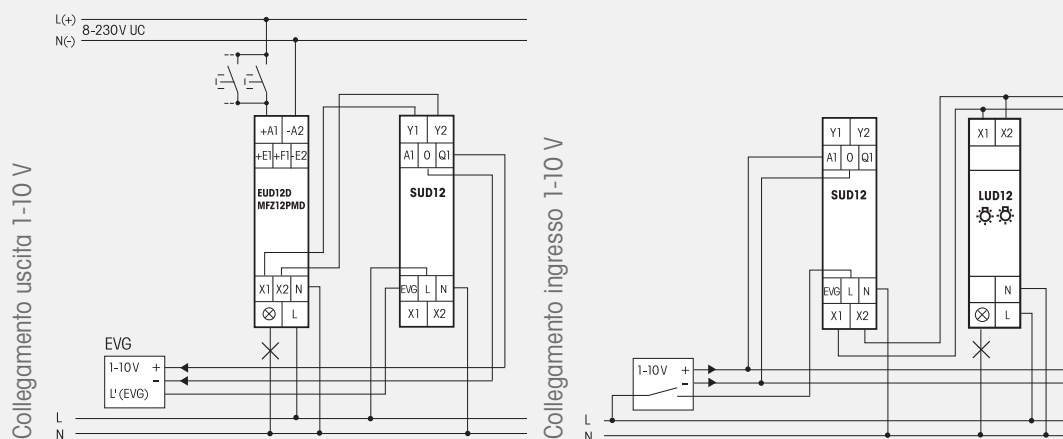 Collegamento uscita 1-10 V
L(+)
8-230V UC
N(-)
+A1 -A2
+E1 +F1 -E2
EUD12D
MFZ12PMD
X1 X2 N
L
Y1 Y2
A1 0 Q1
SUD12
EVG L N
X1 X2
EVG
1-10V +
-
L'(EVG)
L
N
Collegamento ingresso 1-10 V
Y1 Y2
A1 0 Q1
SUD12
EVG L N
X1 X2
X1 X2
LUD12
N
L
1-10V +
-
L
N